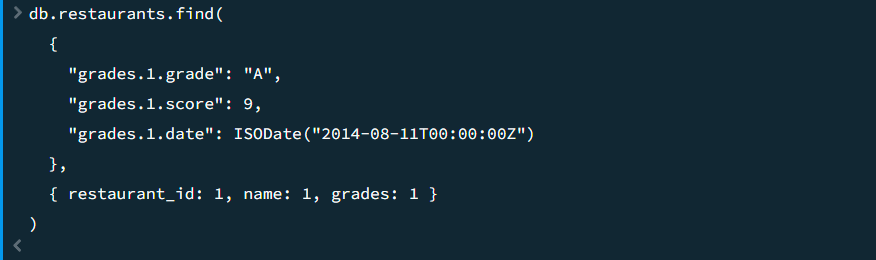 > db.restaurants.find(
{
"grades.1.grade": "A",
"grades.1.score": 9,
"grades.1.date": ISODate("2014-08-11T00:00:00Z")
},
{ restaurant_id: 1, name: 1, grades: 1 }
)
<